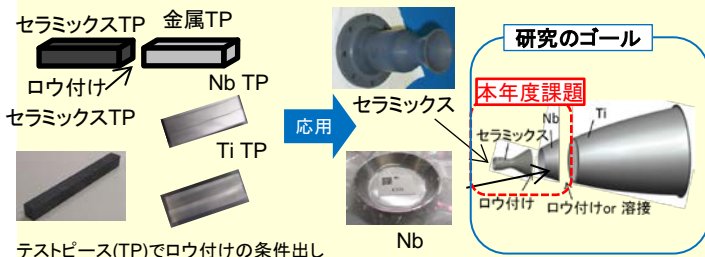 セラミックスTP
金属TP
ロウ付け
Nb TP
セラミックスTP
Ti TP
テストピース(TP)でロウ付けの条件出し
応用
セラミックス
Nb
研究のゴール
本年度課題
Nb
Ti
セラミックス
ロウ付け
ロウ付けor 溶接